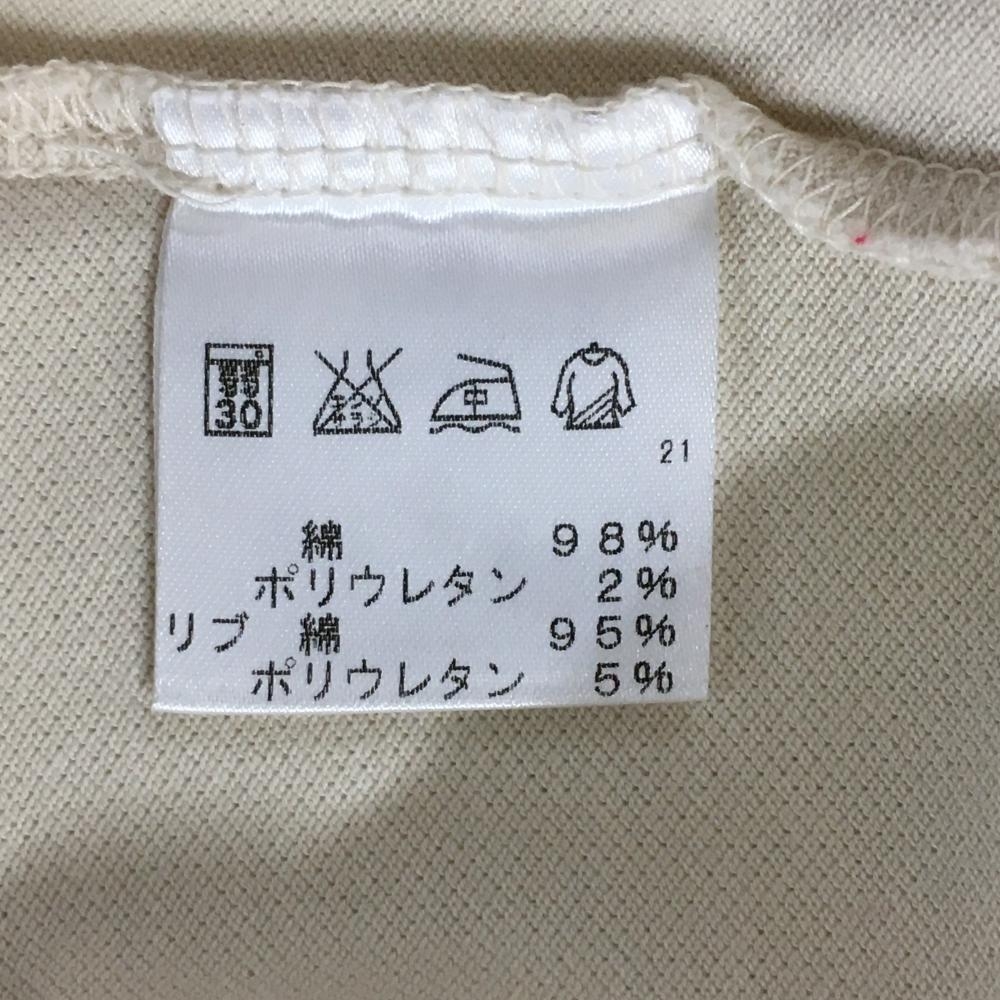 30 中
21
綿 98%
ポリウレタン 2%
リブ 綿 95%
ポリウレタン 5%